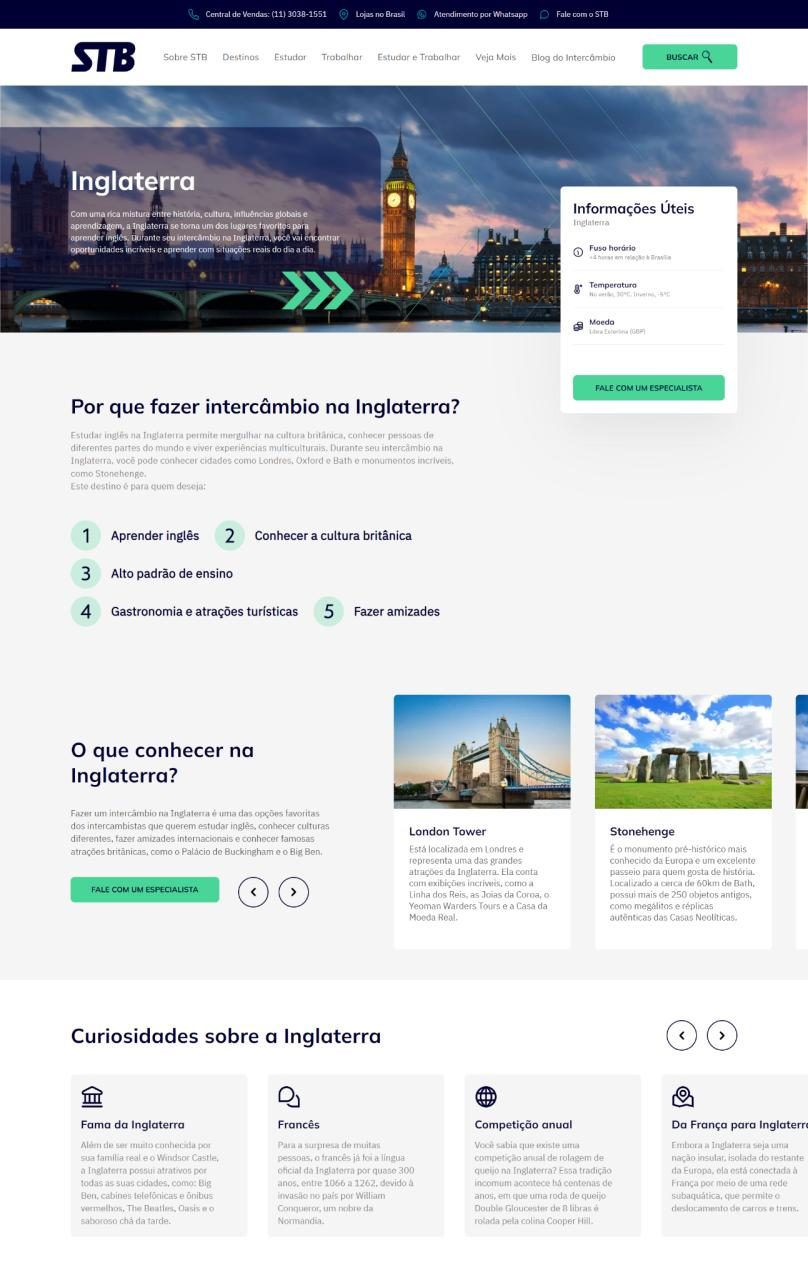 Central de Vendas: (11) 3038-1551
Lojas no Brasil
Atendimento por Whatsapp
Fale com o STB
STB
Sobre STB
Destinos
Estudar
Trabalhar
Estudar e Trabalhar
Veja Mais
Blog do Intercâmbio
BUSCAR
Inglaterra
Com uma rica mistura entre história, cultura, influências globais e
aprendizagem, a Inglaterra se torna um dos lugares favoritos para
aprender inglês. Durante seu intercâmbio na Inglaterra, você vai encontrar
oportunidades incríveis e aprender com situações reais do dia a dia.
Informações Úteis
Inglaterra
Fuso horário
+4 horas em relação à Brasília
Temperatura
No verão, 30°C. Inverno, -5°C
Moeda
Libra Esterlina (GBP)
FALE COM UM ESPECIALISTA
Por que fazer intercâmbio na Inglaterra?
Estudar inglês na Inglaterra permite mergulhar na cultura britânica, conhecer pessoas de
diferentes partes do mundo e viver experiências multiculturais. Durante seu intercâmbio na
Inglaterra, você pode conhecer cidades como Londres, Oxford e Bath e monumentos incríveis,
como Stonehenge.
Este destino é para quem deseja:
1 Aprender inglês
2 Conhecer a cultura britânica
3 Alto padrão de ensino
4 Gastronomia e atrações turísticas
5 Fazer amizades
O que conhecer na
Inglaterra?
Fazer um intercâmbio na Inglaterra é uma das opções favoritas
dos intercambistas que querem estudar inglês, conhecer culturas
diferentes, fazer amizades internacionais e conhecer famosas
atrações britânicas, como o Palácio de Buckingham e o Big Ben.
FALE COM UM ESPECIALISTA
London Tower
Está localizada em Londres e
representa uma das grandes
atrações da Inglaterra. Ela conta
com exibições incríveis, como a
Linha dos Reis, as Joias da Coroa, o
Yeoman Warders Tours e a Casa da
Moeda Real.
Stonehenge
É o monumento pré-histórico mais
conhecido da Europa e um excelente
passeio para quem gosta de história.
Localizado a cerca de 60km de Bath,
possui mais de 250 objetos antigos,
como megálitos e réplicas
autênticas das Casas Neolíticas.
Curiosidades sobre a Inglaterra
Fama da Inglaterra
Além de ser muito conhecida por
sua família real e o Windsor Castle,
a Inglaterra possui atrativos por
todas as suas cidades, como: Big
Ben, cabines telefônicas e ônibus
vermelhos, The Beatles, Oasis e o
saboroso chá da tarde.
Francês
Para a surpresa de muitas
pessoas, o francês já foi a língua
oficial da Inglaterra por quase 300
anos, entre 1066 a 1262, devido à
invasão no país por William
Conqueror, um nobre da
Normandia.
Competição anual
Você sabia que existe uma
competição anual de rolagem de
queijo na Inglaterra? Essa tradição
incomum acontece há centenas de
anos, em que uma roda de queijo
Double Gloucester de 8 libras é
rolada pela colina Cooper Hill.
Da França para Inglaterra
Embora a Inglaterra seja uma
nação insular, isolada do restante
da Europa, ela está conectada à
França por meio de uma rede
subaquática, que permite o
deslocamento de carros e trens.